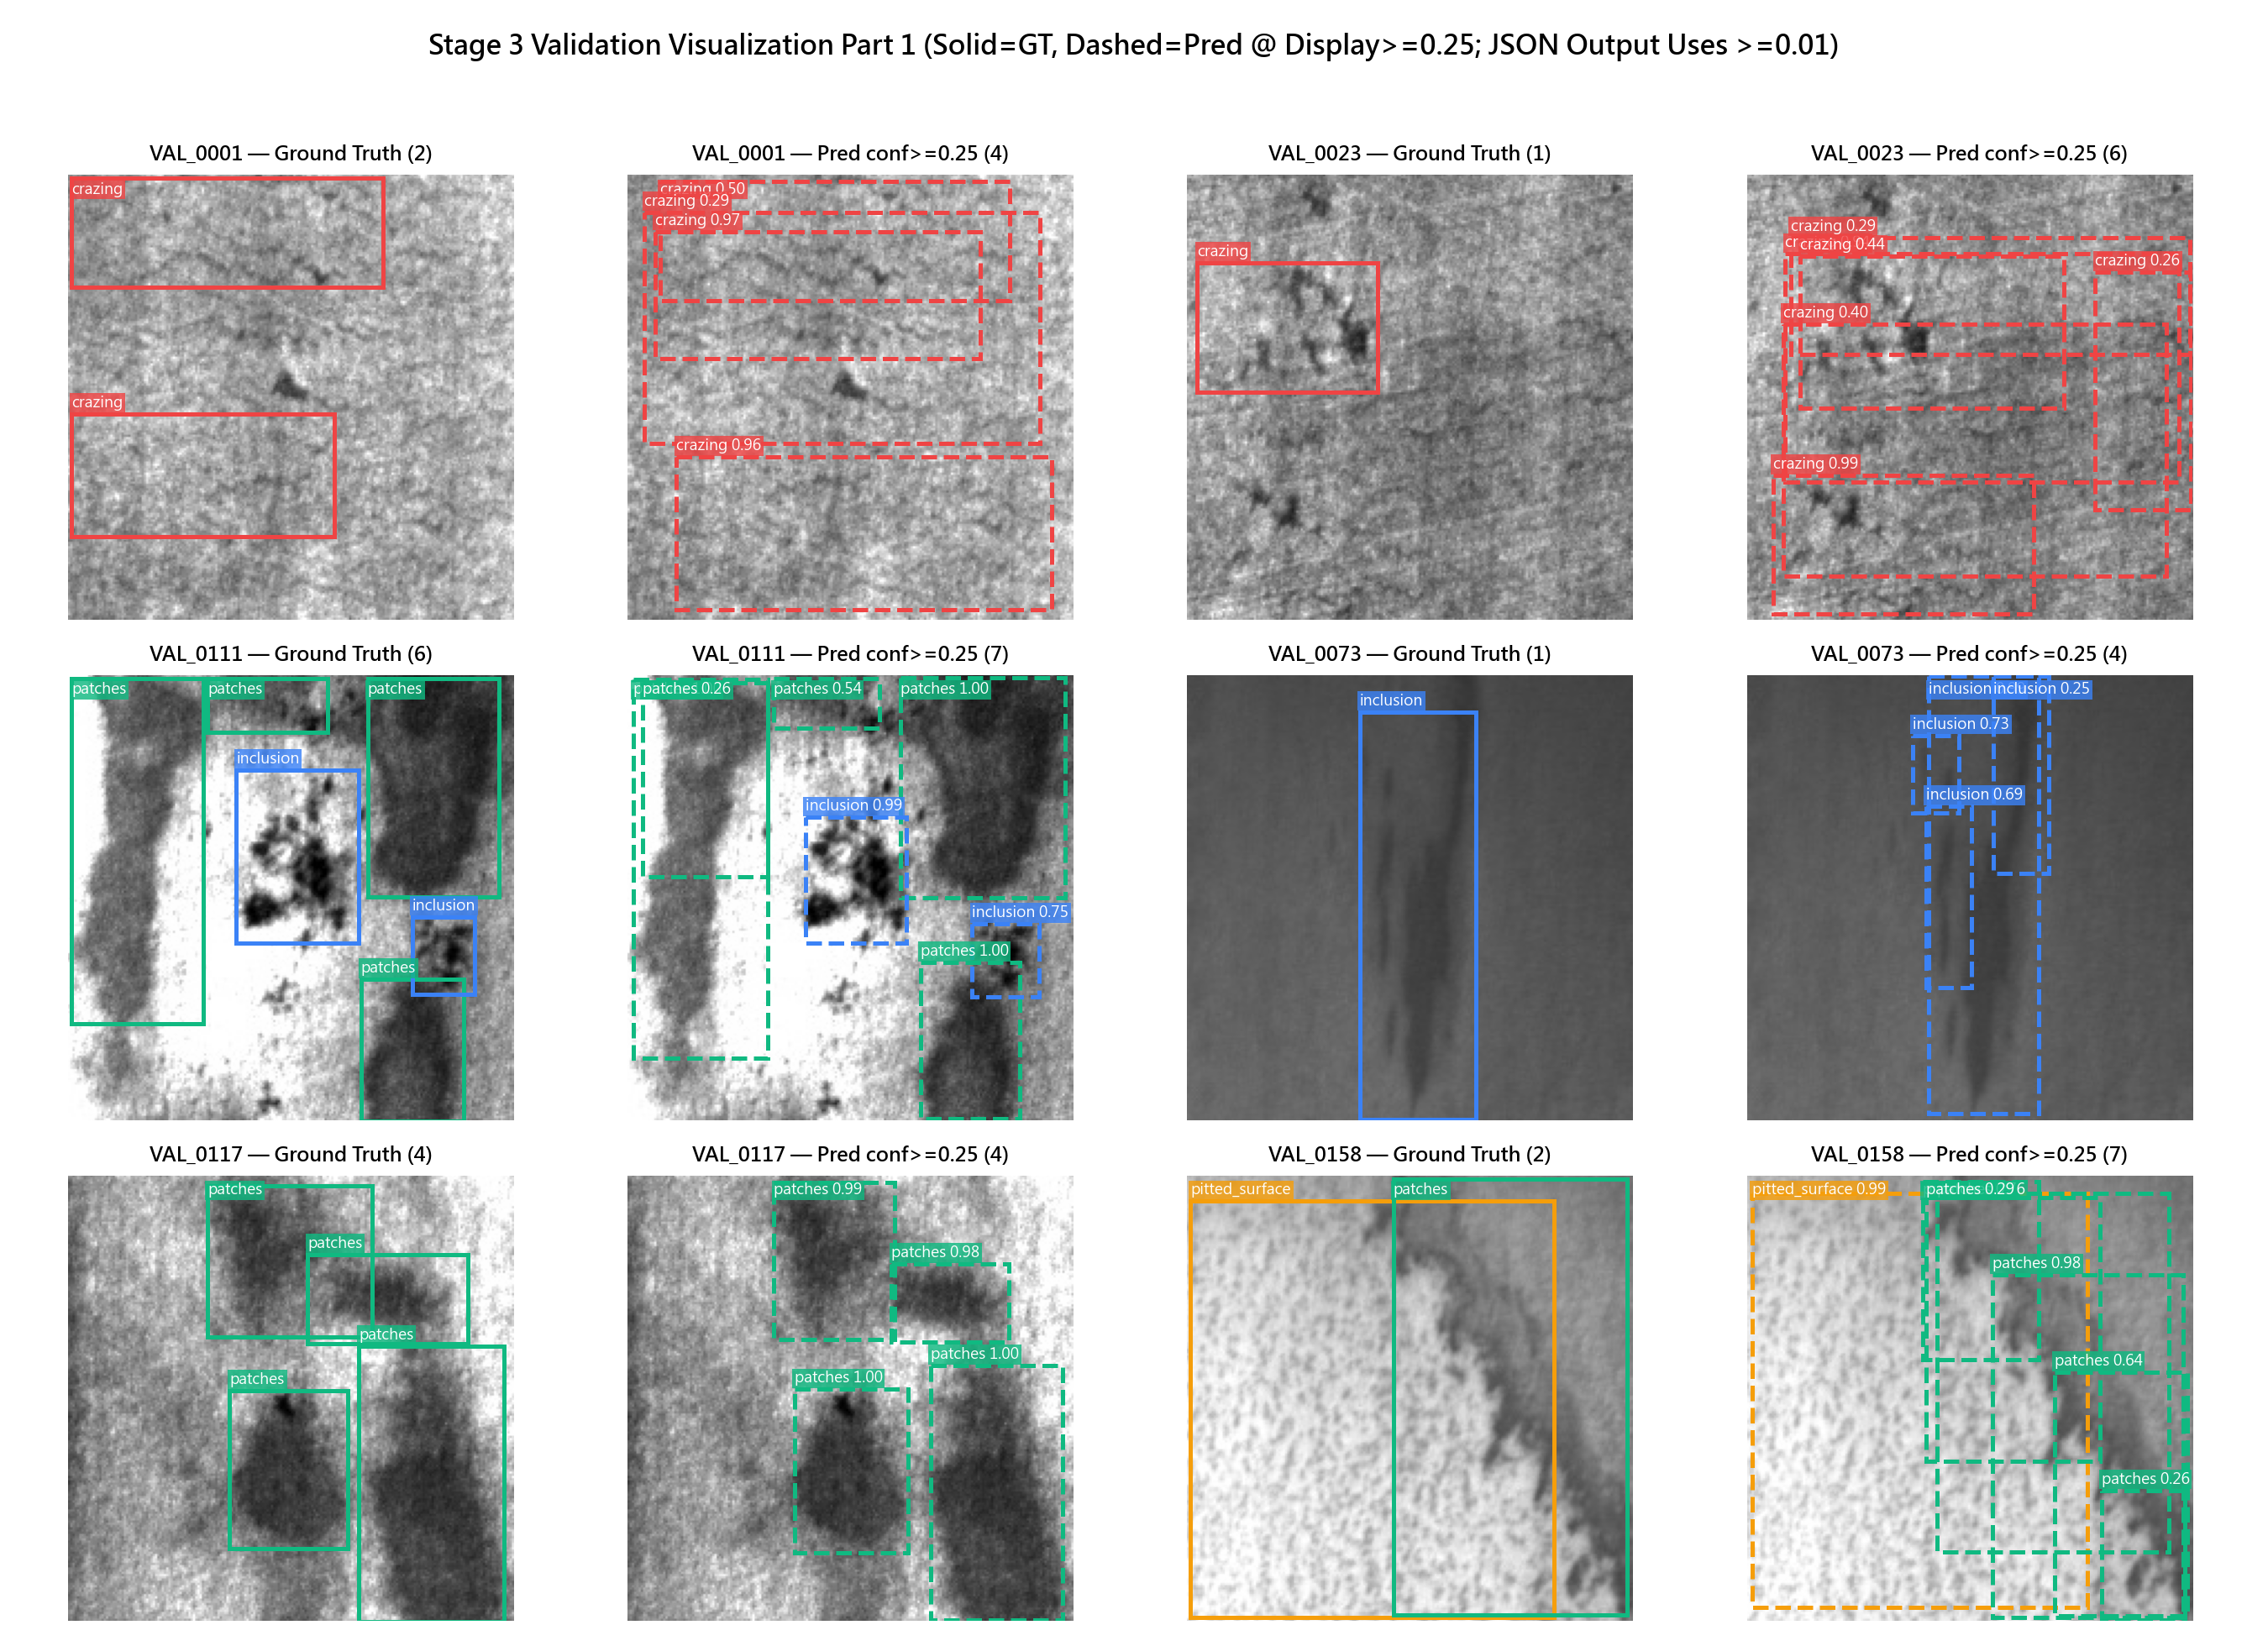 Stage 3 Validation Visualization Part 1 (Solid=GT, Dashed=Pred @ Display>=0.25; JSON Output Uses >=0.01)
VAL_0001 — Ground Truth (2)
crazing
crazing
VAL_0001 — Pred conf>=0.25 (4)
crazing 0.50
crazing 0.29
crazing 0.97
crazing 0.96
VAL_0023 — Ground Truth (1)
crazing
VAL_0023 — Pred conf>=0.25 (6)
crazing 0.29
crazing 0.44
crazing 0.26
crazing 0.40
crazing 0.99
VAL_0111 — Ground Truth (6)
patches
patches
patches
inclusion
inclusion
patches
VAL_0111 — Pred conf>=0.25 (7)
patches 0.26
patches 0.54
patches 1.00
inclusion 0.99
inclusion 0.75
patches 1.00
VAL_0073 — Ground Truth (1)
inclusion
VAL_0073 — Pred conf>=0.25 (4)
inclusion
inclusion 0.25
inclusion 0.73
inclusion 0.69
VAL_0117 — Ground Truth (4)
patches
patches
patches
patches
VAL_0117 — Pred conf>=0.25 (4)
patches 0.99
patches 0.98
patches 1.00
patches 1.00
VAL_0158 — Ground Truth (2)
pitted_surface
patches
VAL_0158 — Pred conf>=0.25 (7)
pitted_surface 0.99
patches 0.29
patches 0.98
patches 0.64
patches 0.26